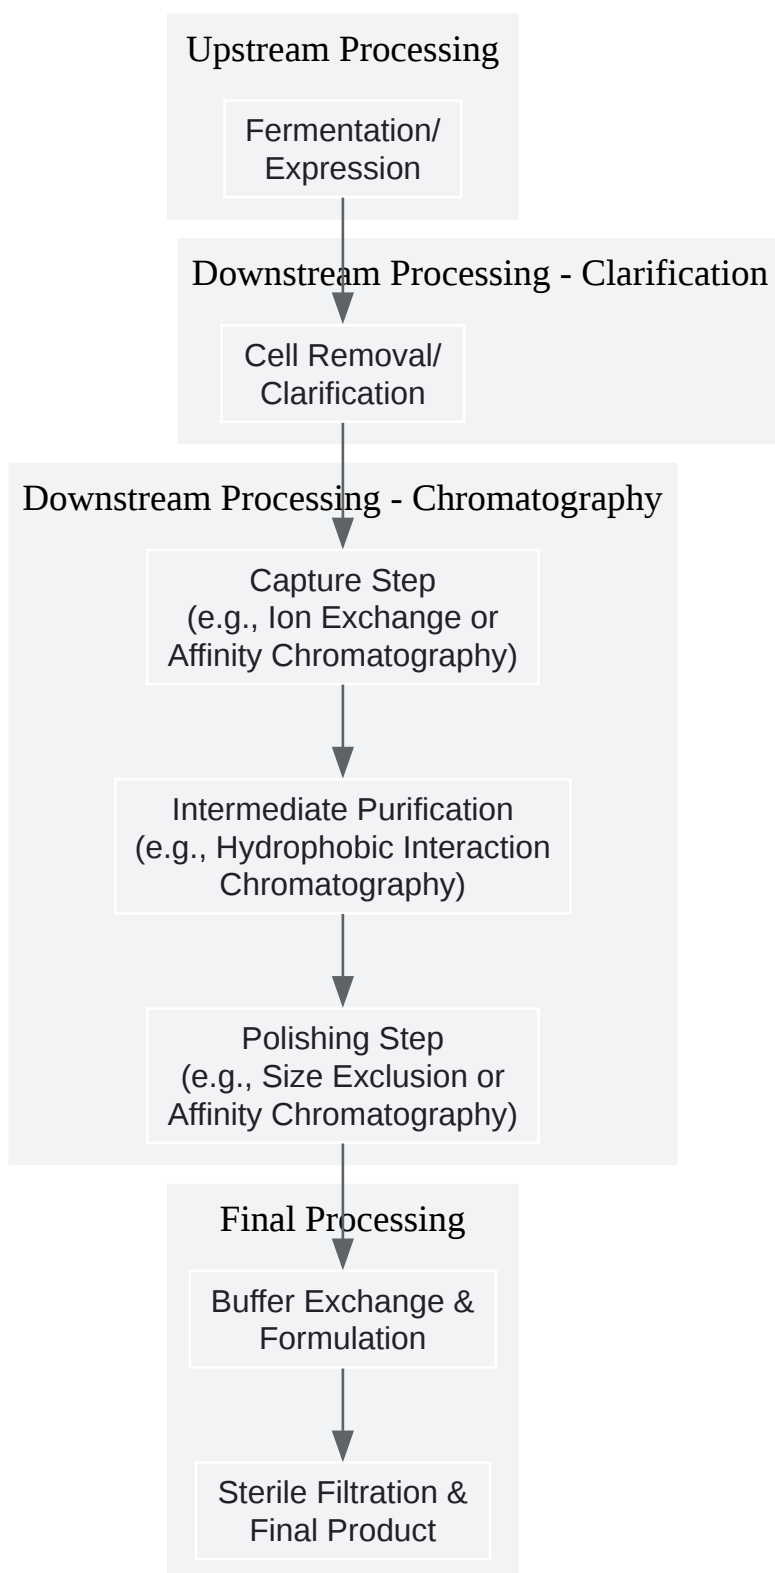 Upstream Processing
Fermentation/
Expression
Downstream Processing - Clarification
Cell Removal/
Clarification
Downstream Processing - Chromatography
Capture Step
(e.g., Ion Exchange or
Affinity Chromatography)
Intermediate Purification
(e.g., Hydrophobic Interaction
Chromatography)
Polishing Step
(e.g., Size Exclusion or
Affinity Chromatography)
Final Processing
Buffer Exchange &
Formulation
Sterile Filtration &
Final Product